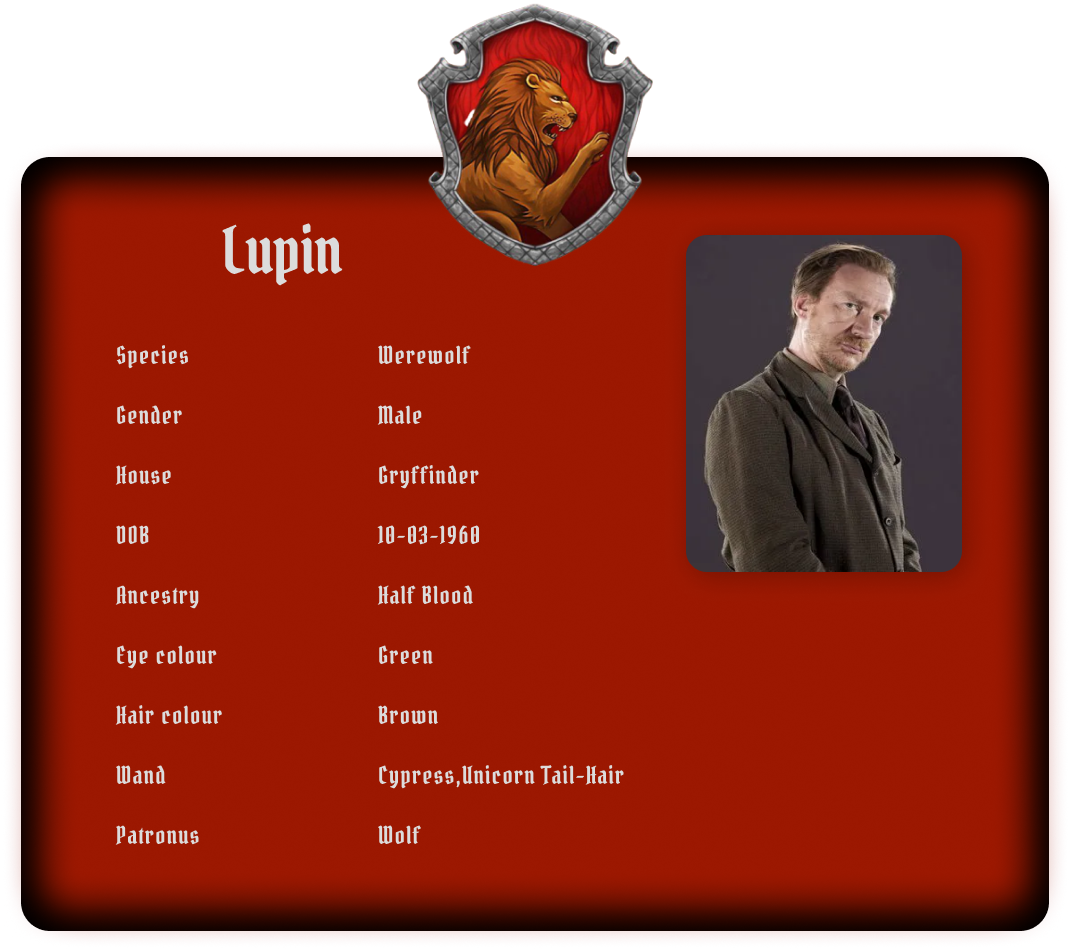 Lupin
Species Werewolf
Gender Male
House Gryffinder
DOB 10-03-1960
Ancestry Half Blood
Eye colour Green
Hair colour Brown
Wand Cypress,Unicorn Tail-Hair
Patronus Wolf